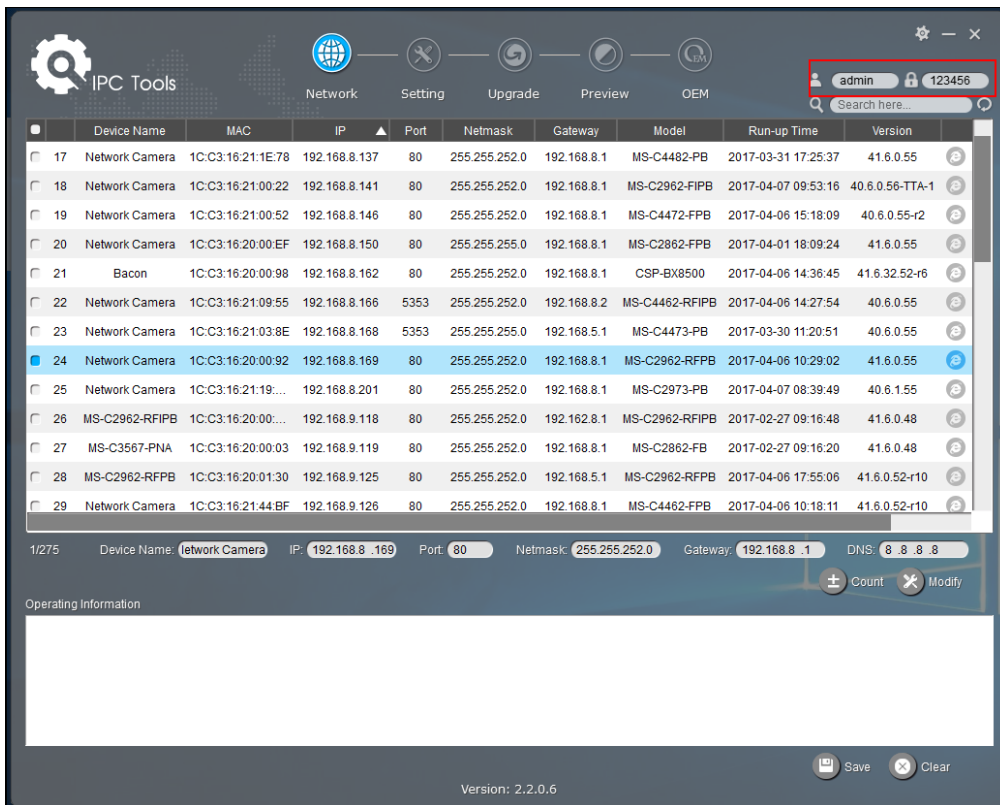 IPC Tools
Network Setting Upgrade Preview OEM
admin 123456
Search here...
Device Name MAC IP Port Netmask Gateway Model Run-up Time Version
17 Network Camera 1C:C3:16:21:1E:78 192.168.8.137 80 255.255.252.0 192.168.8.1 MS-C4482-PB 2017-03-31 17:25:37 41.6.0.55
18 Network Camera 1C:C3:16:21:00:22 192.168.8.141 80 255.255.252.0 192.168.8.1 MS-C2962-FIPB 2017-04-07 09:53:16 40.6.0.56-TTA-1
19 Network Camera 1C:C3:16:21:00:52 192.168.8.146 80 255.255.252.0 192.168.8.1 MS-C4472-FPB 2017-04-06 15:18:09 40.6.0.55-r2
20 Network Camera 1C:C3:16:20:00:EF 192.168.8.150 80 255.255.252.0 192.168.8.1 MS-C2862-FPB 2017-04-01 18:09:24 41.6.0.55
21 Bacon 1C:C3:16:20:00:98 192.168.8.162 80 255.255.252.0 192.168.8.1 CSP-BX8500 2017-04-06 14:36:45 41.6.32.52-r6
22 Network Camera 1C:C3:16:21:09:55 192.168.8.166 5353 255.255.252.0 192.168.8.2 MS-C4462-RFIPB 2017-04-06 14:27:54 40.6.0.55
23 Network Camera 1C:C3:16:21:03:8E 192.168.8.168 5353 255.255.255.0 192.168.5.1 MS-C4473-PB 2017-03-30 11:20:51 40.6.0.55
24 Network Camera 1C:C3:16:20:00:92 192.168.8.169 80 255.255.252.0 192.168.8.1 MS-C2962-RFPB 2017-04-06 10:29:02 41.6.0.55
25 Network Camera 1C:C3:16:21:19:... 192.168.8.201 80 255.255.252.0 192.168.8.1 MS-C2973-PB 2017-04-07 08:39:49 40.6.1.55
26 MS-C2962-RFIPB 1C:C3:16:20:00:... 192.168.9.118 80 255.255.252.0 192.162.8.1 MS-C2962-RFIPB 2017-02-27 09:16:48 41.6.0.48
27 MS-C3567-PNA 1C:C3:16:20:00:03 192.168.9.119 80 255.255.252.0 192.168.8.1 MS-C2862-FB 2017-02-27 09:16:20 41.6.0.48
28 MS-C2962-RFPB 1C:C3:16:20:01:30 192.168.9.125 80 255.255.252.0 192.168.5.1 MS-C2962-RFPB 2017-04-06 17:55:06 41.6.0.52-r10
29 Network Camera 1C:C3:16:21:44:BF 192.168.9.126 80 255.255.252.0 192.168.8.1 MS-C4462-FPB 2017-04-06 10:18:11 41.6.0.52-r10
1/275 Device Name: letwork Camera IP: 192.168.8 .169 Port: 80 Netmask: 255.255.252.0 Gateway: 192.168.8 .1 DNS: 8 .8 .8 .8
Count Modify
Operating Information
Save Clear
Version: 2.2.0.6